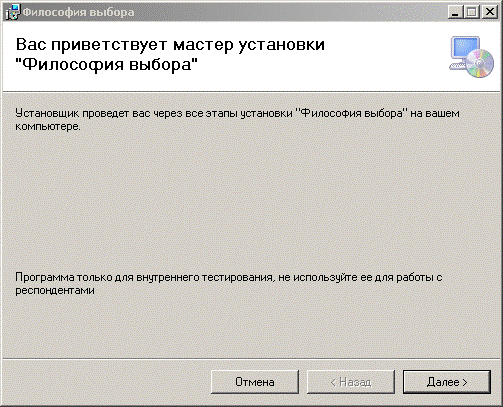 Философия выбора
Вас приветствует мастер установки
"Философия выбора"
Установщик проведет вас через все этапы установки "Философия выбора" на вашем
компьютере.
Программа только для внутреннего тестирования, не используйте ее для работы с
респондентами
Отмена
< Назад
Далее >